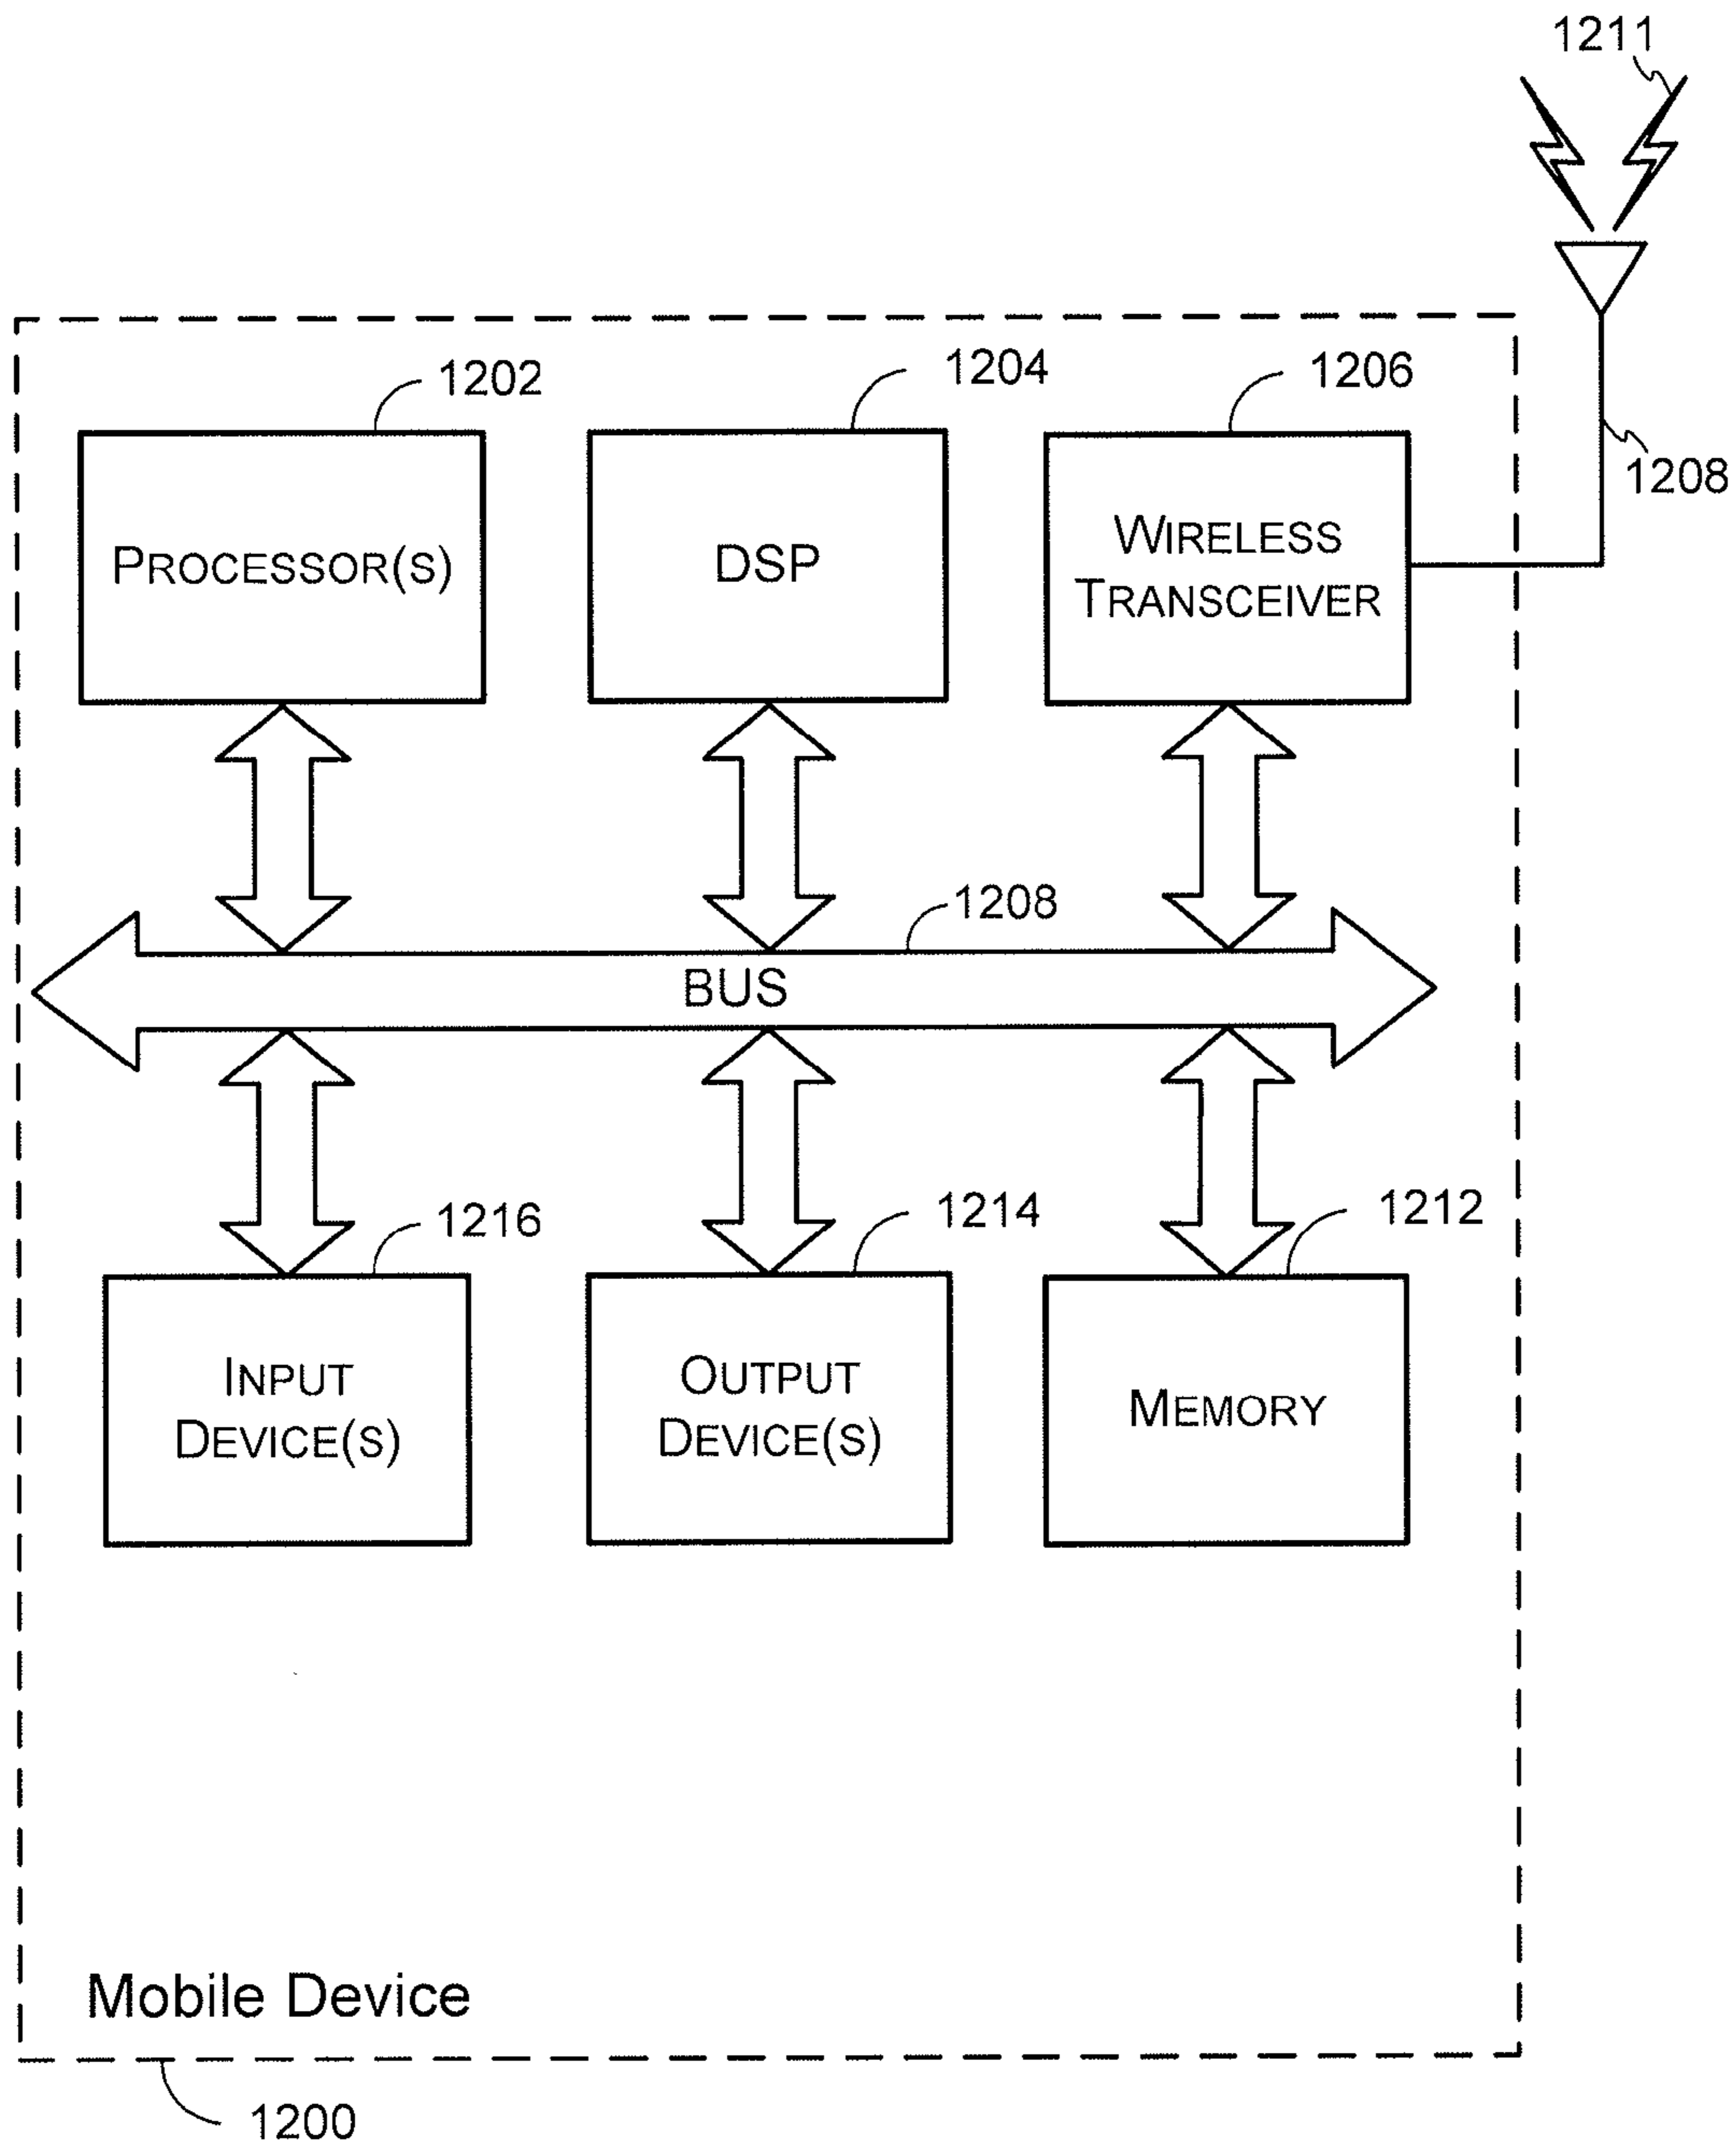 1211
1202
1204
1206
1208
PROCESSOR(S)
DSP
WIRELESS
TRANSCEIVER
1208
BUS
1216
1214
1212
INPUT
DEVICE(S)
OUTPUT
DEVICE(S)
MEMORY
Mobile Device
1200